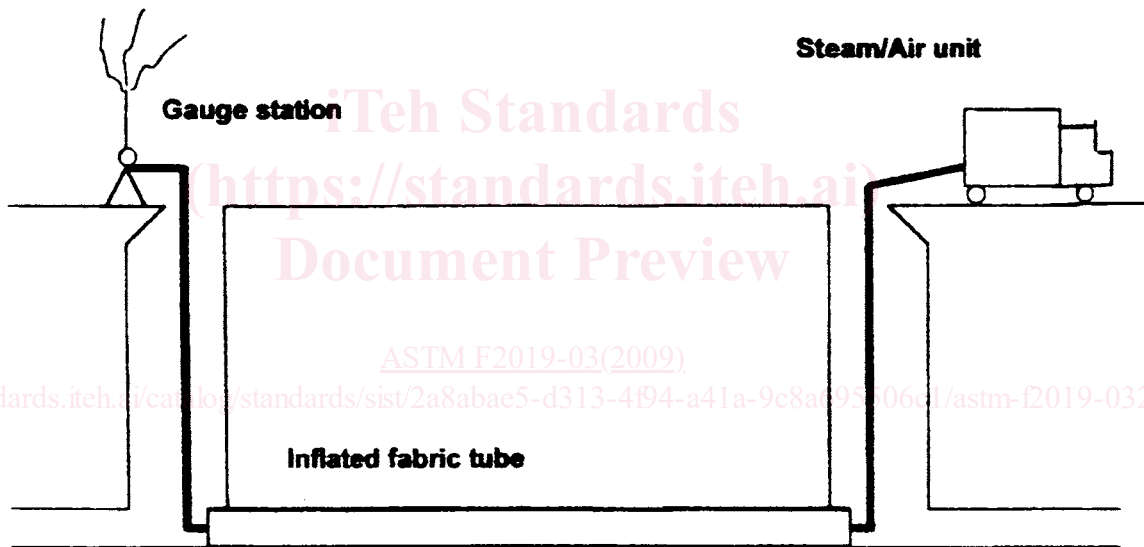 Steam/Air unit
Gauge station
iTeh Standards
(https://standards.iteh.ai)
Document Preview
ASTM F2019-03(2009)
dards.iteh.ai/catalog/standards/sist/2a8abae5-d313-4f94-a41a-9c8a695506c1/astm-f2019-032
Inflated fabric tube